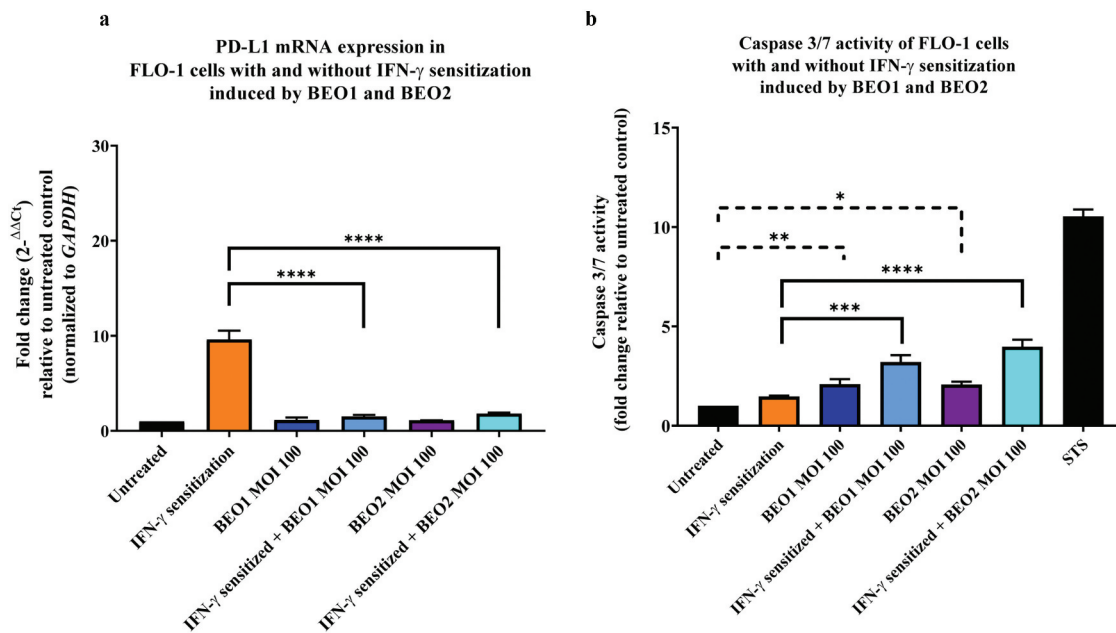 a
PD-L1 mRNA expression in
FLO-1 cells with and without IFN-γ sensitization
induced by BEO1 and BEO2
Fold change (2-ΔΔCt)
relative to untreated control
(normalized to GAPDH)
30
20
10
0
****
****
Untreated
IFN-γ sensitization
BEO1 MOI 100
IFN-γ sensitized + BEO1 MOI 100
BEO2 MOI 100
IFN-γ sensitized + BEO2 MOI 100
b
Caspase 3/7 activity of FLO-1 cells
with and without IFN-γ sensitization
induced by BEO1 and BEO2
Caspase 3/7 activity
(fold change relative to untreated control)
15
10
5
0
*
**
****
***
Untreated
IFN-γ sensitization
BEO1 MOI 100
IFN-γ sensitized + BEO1 MOI 100
BEO2 MOI 100
IFN-γ sensitized + BEO2 MOI 100
STS